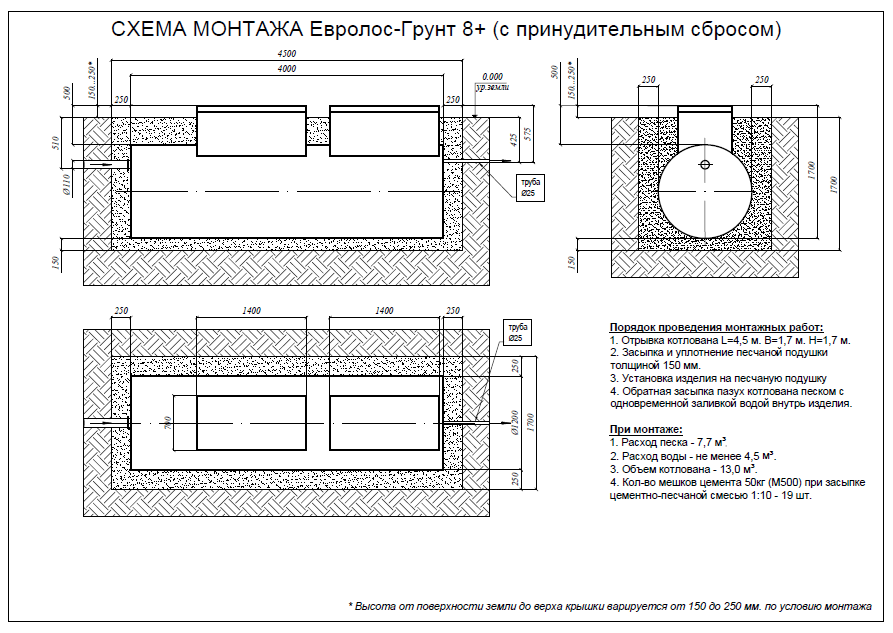 СХЕМА МОНТАЖА Евролос-Грунт 8+ (с принудительным сбросом)
4500
4000
500
150...250*
250
250
0.000
ур.земли
510
Ø110
150
425
575
труба
Ø25
500
150...250*
250
250
1700
1700
150
250
1400
1400
250
труба
Ø25
780
250
Ø1200
1700
250
Порядок проведения монтажных работ:
1. Отрывка котлована L=4,5 м. B=1,7 м. H=1,7 м.
2. Засыпка и уплотнение песчаной подушки
толщиной 150 мм.
3. Установка изделия на песчаную подушку
4. Обратная засыпка пазух котлована песком с
одновременной заливкой водой внутрь изделия.
При монтаже:
1. Расход песка - 7,7 м³.
2. Расход воды - не менее 4,5 м³.
3. Объем котлована - 13,0 м³.
4. Кол-во мешков цемента 50кг (М500) при засыпке
цементно-песчаной смесью 1:10 - 19 шт.
* Высота от поверхности земли до верха крышки варируется от 150 до 250 мм. по условию монтажа